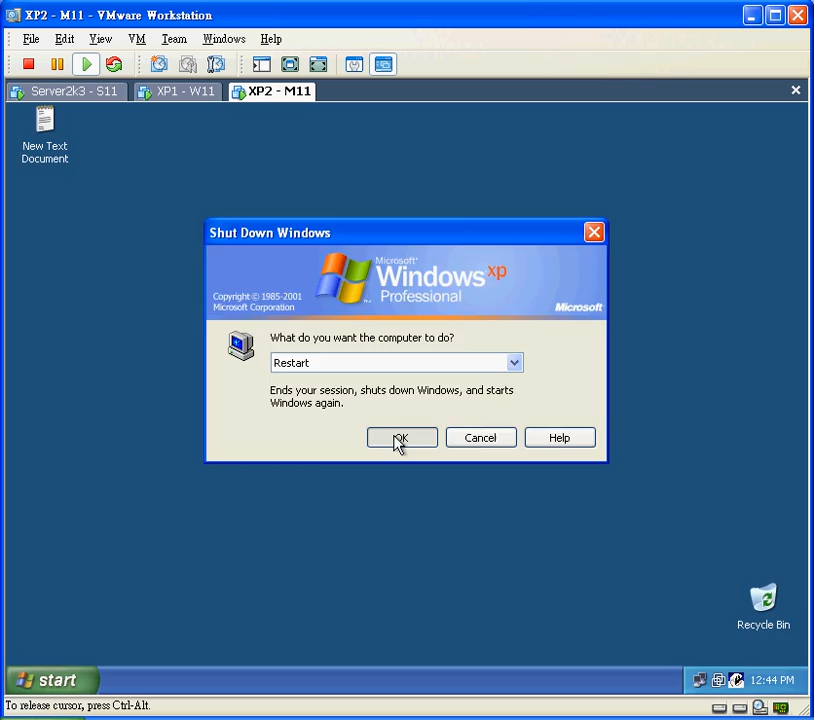 XP2 - M11 - VMware Workstation
File Edit View VM Team Windows Help
Server2k3 - S11 XP1 - W11 XP2 - M11
New Text
Document
Shut Down Windows
Copyright © 1985-2001
Microsoft Corporation
Microsoft®
Windows xp
Professional
Microsoft
What do you want the computer to do?
Restart
Ends your session, shuts down Windows, and starts
Windows again.
OK Cancel Help
Recycle Bin
start
12:44 PM
To release cursor, press Ctrl-Alt.